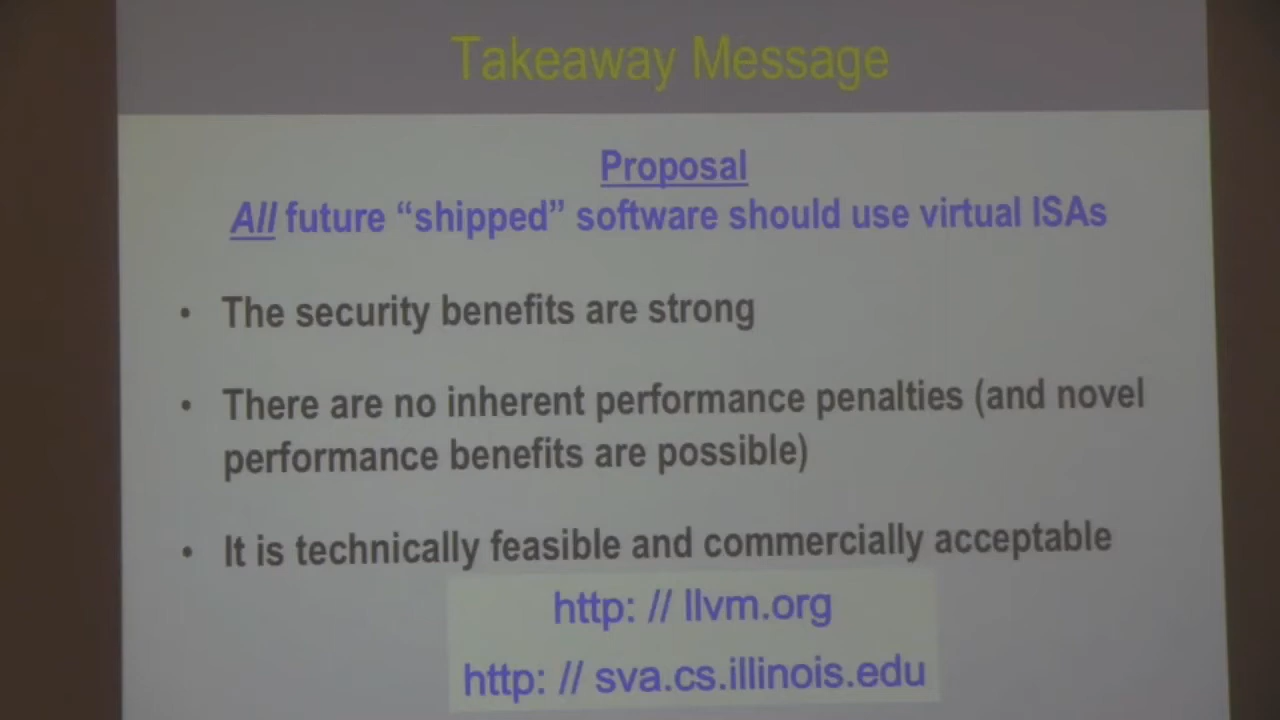 Takeaway Message
Proposal
All future “shipped” software should use virtual ISAs
• The security benefits are strong
• There are no inherent performance penalties (and novel
performance benefits are possible)
• It is technically feasible and commercially acceptable
http: // llvm.org
http: // sva.cs.illinois.edu